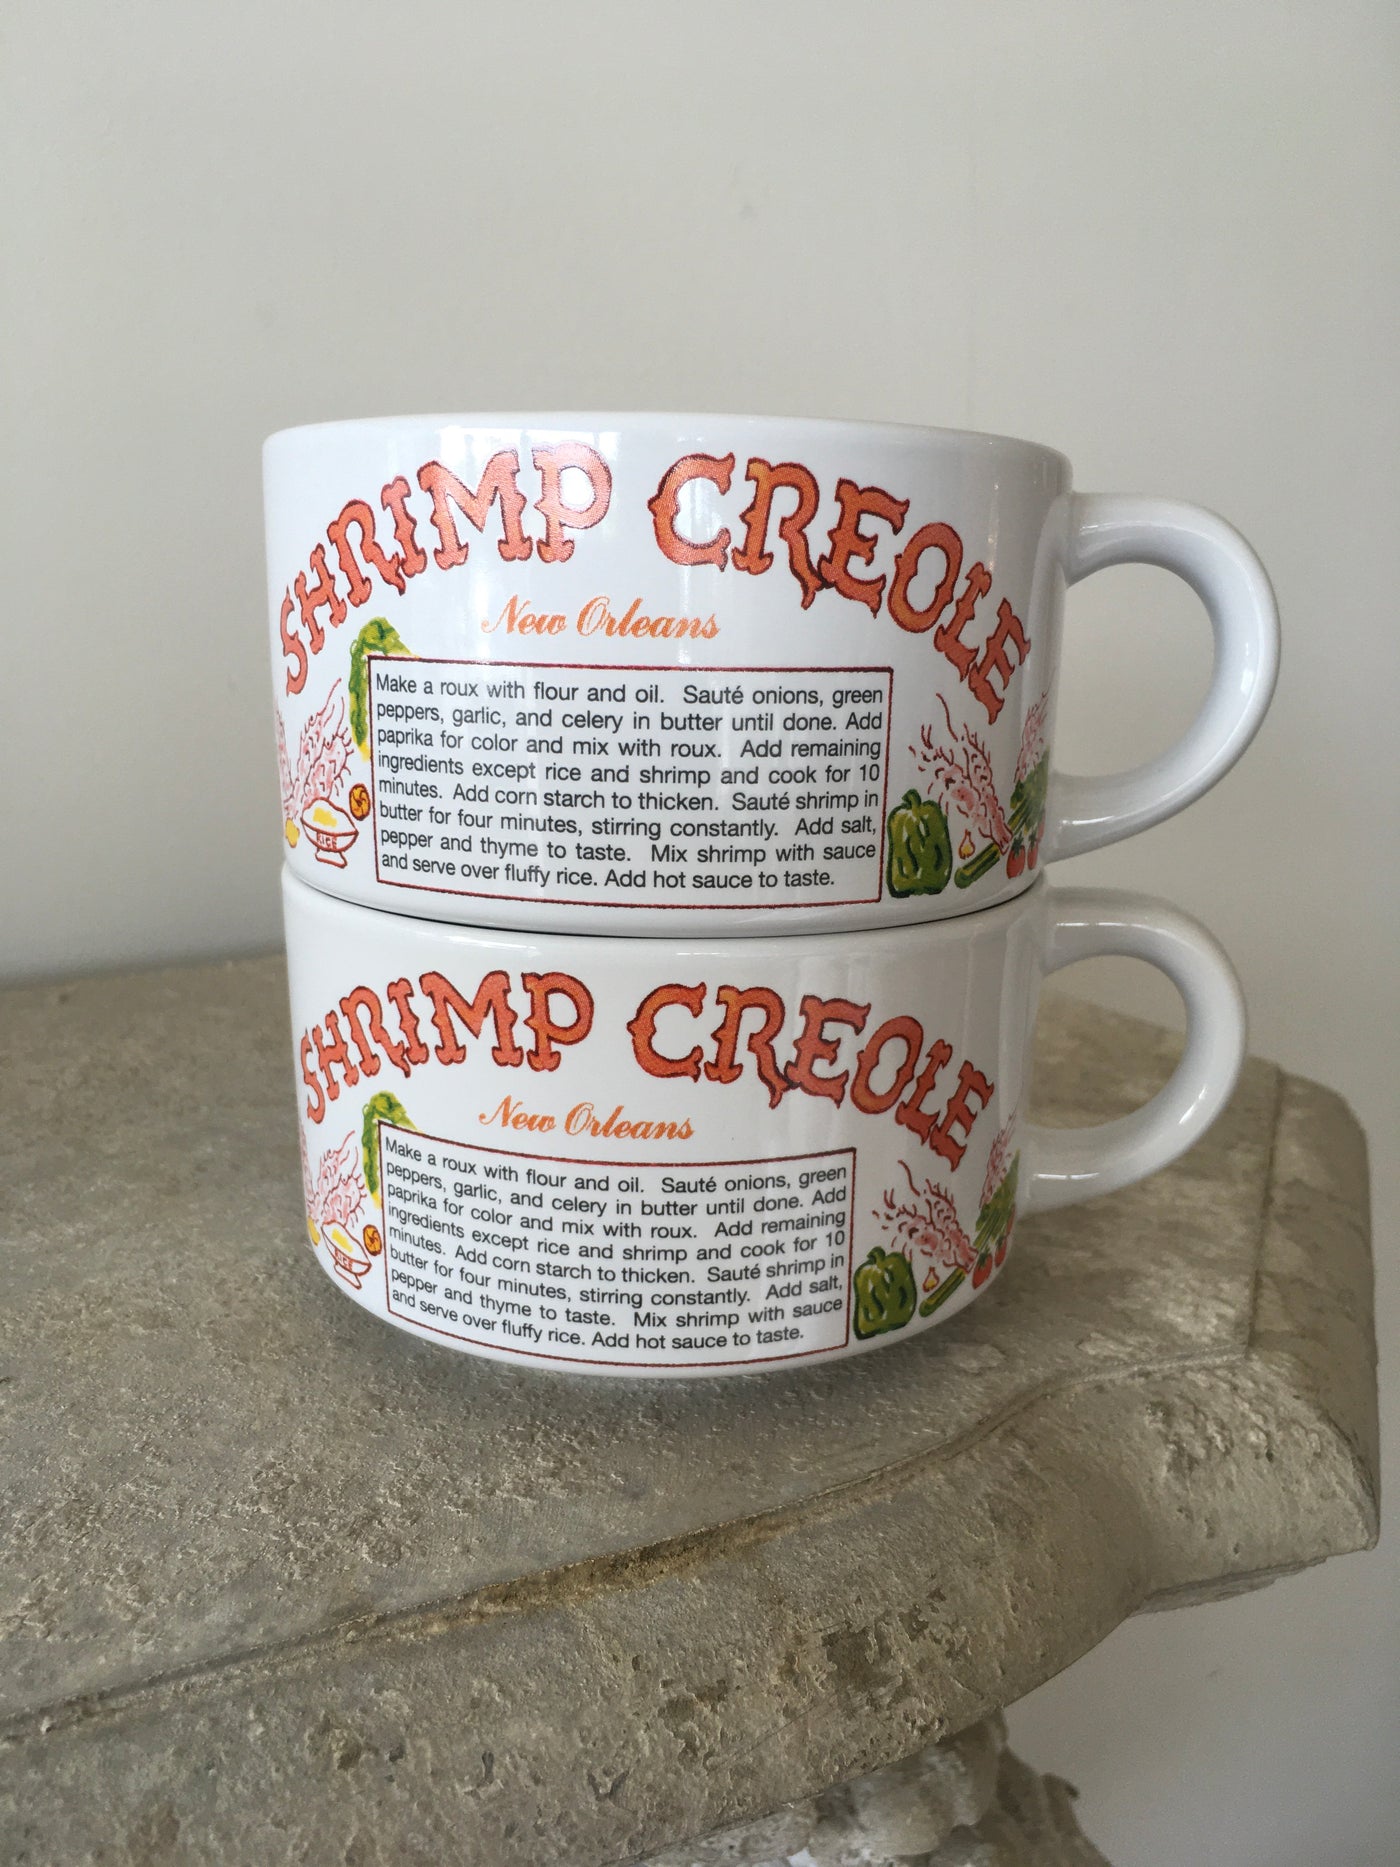 SHRIMP CREOLE
New Orleans
Make a roux with flour and oil. Sauté onions, green
peppers, garlic, and celery in butter until done. Add
paprika for color and mix with roux. Add remaining
ingredients except rice and shrimp and cook for 10
minutes. Add corn starch to thicken. Sauté shrimp in
butter for four minutes, stirring constantly. Add salt,
pepper and thyme to taste. Mix shrimp with sauce
and serve over fluffy rice. Add hot sauce to taste.
RICE
SHRIMP CREOLE
New Orleans
Make a roux with flour and oil. Sauté onions, green
peppers, garlic, and celery in butter until done. Add
paprika for color and mix with roux. Add remaining
ingredients except rice and shrimp and cook for 10
minutes. Add corn starch to thicken. Sauté shrimp in
butter for four minutes, stirring constantly. Add salt,
pepper and thyme to taste. Mix shrimp with sauce
and serve over fluffy rice. Add hot sauce to taste.
RICE